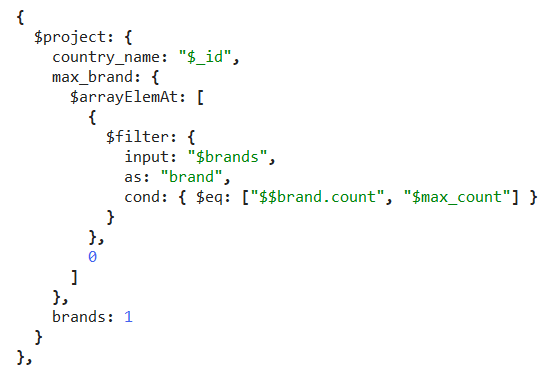 {
  $project: {
    country_name: "$_id",
    max_brand: {
      $arrayElemAt: [
        {
          $filter: {
            input: "$brands",
            as: "brand",
            cond: { $eq: ["$$brand.count", "$max_count"] }
          }
        },
        0
      ]
    },
    brands: 1
  }
},